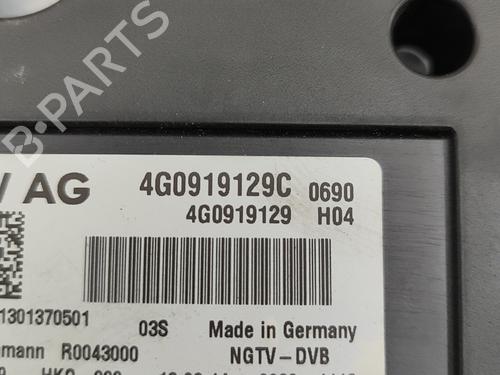 B-PARTS
AG
4G0919129C 0690
4G0919129 H04
1301370501 03S Made in Germany
mann R0043000 NGTV-DVB